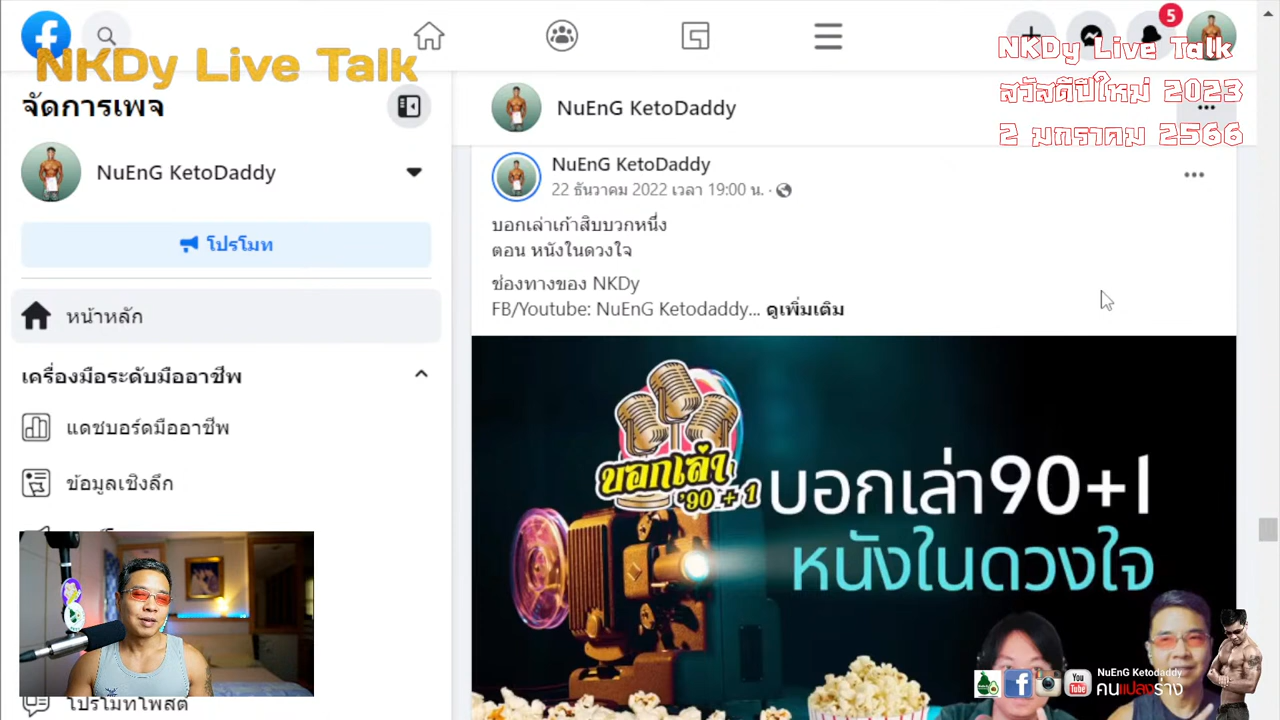 NKDy Live Talk
NKDy Live Talk
สวัสดีปีใหม่ 2023
2 มกราคม 2566
5
จัดการเพจ
NuEnG KetoDaddy
โปรโมท
หน้าหลัก
เครื่องมือระดับมืออาชีพ
แดชบอร์ดมืออาชีพ
ข้อมูลเชิงลึก
โปรโมทโพสต์
NuEnG KetoDaddy
NuEnG KetoDaddy
22 ธันวาคม 2022 เวลา 19:00 น.
บอกเล่าเก้าสิบบวกหนึ่ง
ตอน หนังในดวงใจ
ช่องทางของ NKDy
FB/Youtube: NuEnG Ketodaddy... ดูเพิ่มเติม
บอกเล่า
'90 + 1
บอกเล่า90+1
หนังในดวงใจ
You
Tube
NuEnG Ketodaddy
คนแปลงร่าง